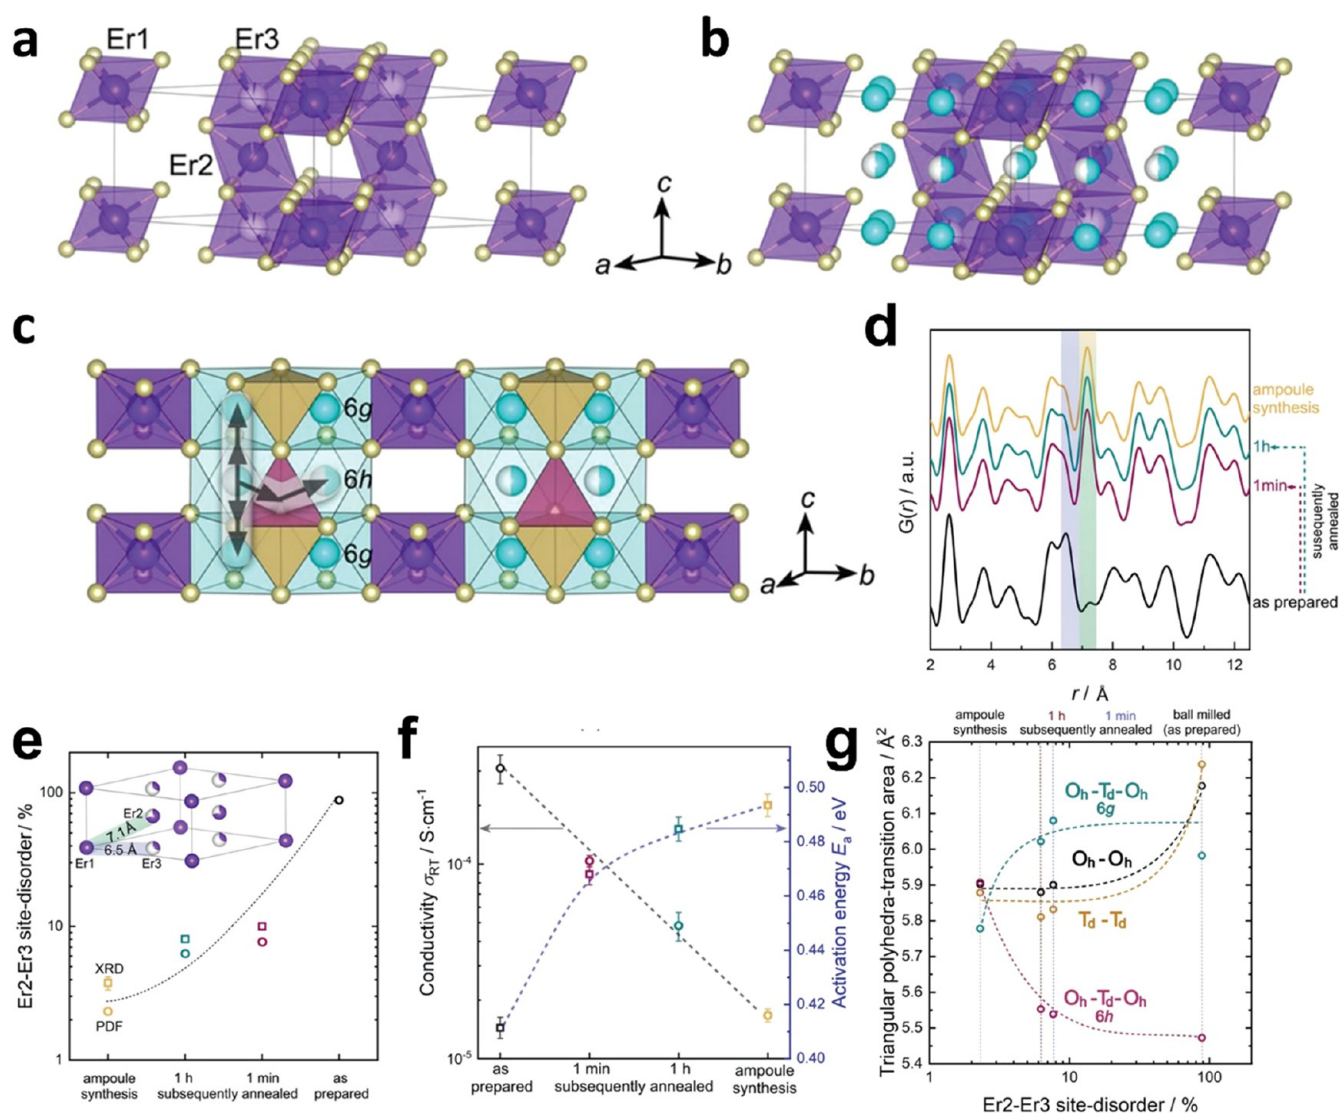 a
Er1
Er3
Er2
b
c
a
b
c
6g
6h
6g
c
a
b
d
G(r) / a.u.
ampoule
synthesis
1h
1min
susequently
annealed
as prepared
2
4
6
8
10
12
r / Å
e
Er2-Er3 site-disorder / %
100
10
1
Er2
7.1Å
6.5 Å
Er1
Er3
XRD
PDF
ampoule
synthesis
1 h
1 min
subsequently annealed
as
prepared
f
Conductivity σRT / S·cm⁻¹
10⁻⁴
10⁻⁵
Activation energy Ea / eV
0.50
0.48
0.46
0.44
0.42
0.40
as
prepared
1 min
1 h
subsequently annealed
ampoule
synthesis
g
ampoule
synthesis
1 h
1 min
subsequently annealed
ball milled
(as prepared)
Triangular polyhedra-transition area / Å²
6.3
6.2
6.1
6.0
5.9
5.8
5.7
5.6
5.5
5.4
Oh-Td-Oh
6g
Oh-Oh
Td-Td
Oh-Td-Oh
6h
1
10
100
Er2-Er3 site-disorder / %